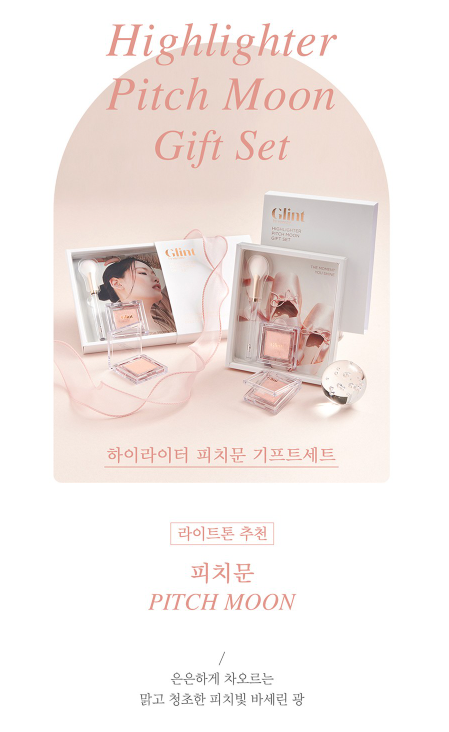 Highlighter
Pitch Moon
Gift Set
Glint
HIGHLIGHTER
PITCH MOON
GIFT SET
Glint
하이라이터 피치문 기프트세트
라이트톤 추천
피치문
PITCH MOON
/
은은하게 차오르는
맑고 청초한 피치빛 바세린 광